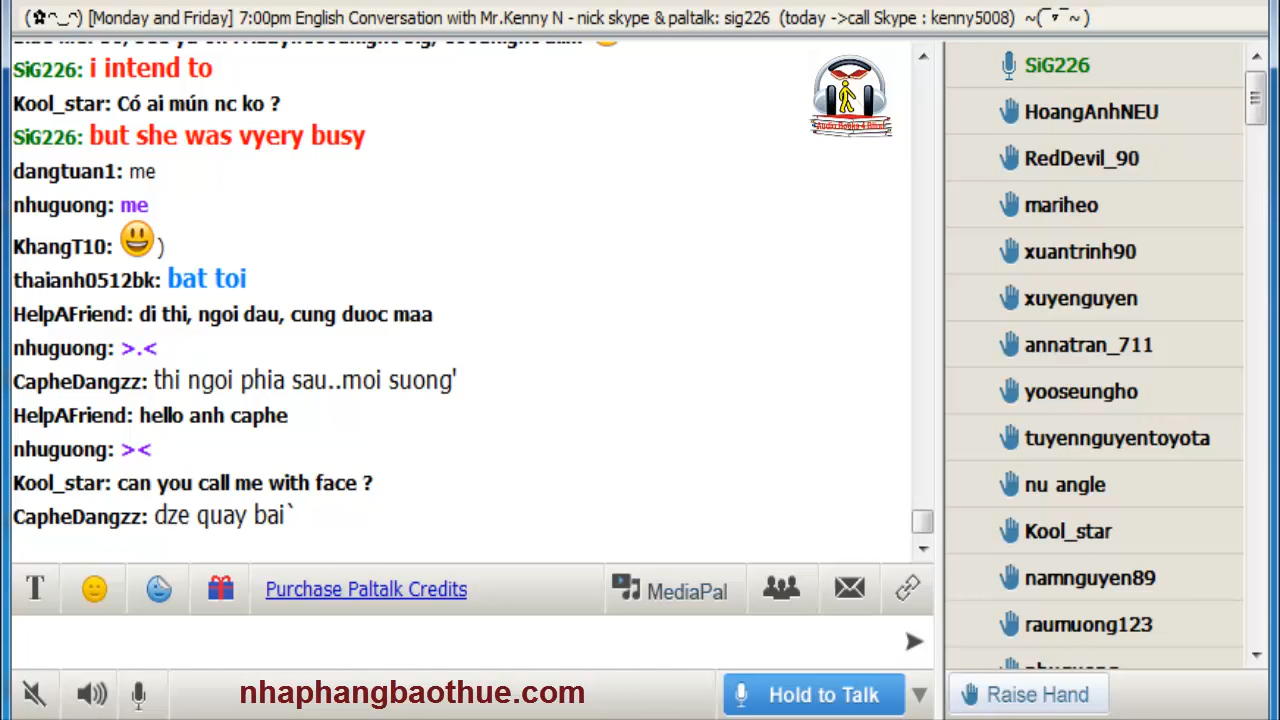 (✿◠‿◠) [Monday and Friday] 7:00pm English Conversation with Mr.Kenny N - nick skype & paltalk: sig226 (today ->call Skype : kenny5008) ~(‾▿‾~)
SiG226: i intend to
Kool_star: Có ai mún nc ko ?
SiG226: but she was vyery busy
dangtuan1: me
nhuguong: me
KhangT10: )
thaianh0512bk: bat toi
HelpAFriend: di thi, ngoi dau, cung duoc maa
nhuguong: >.<
CapheDangzz: thi ngoi phia sau..moi suong'
HelpAFriend: hello anh caphe
nhuguong: ><
Kool_star: can you call me with face ?
CapheDangzz: dze quay bai`
T
Purchase Paltalk Credits
MediaPal
nhaphangbaothue.com
Hold to Talk
SiG226
HoangAnhNEU
RedDevil_90
mariheo
xuantrinh90
xuyenguyen
annatran_711
yooseungho
tuyennguyentoyota
nu angle
Kool_star
namnguyen89
raumuong123
Raise Hand